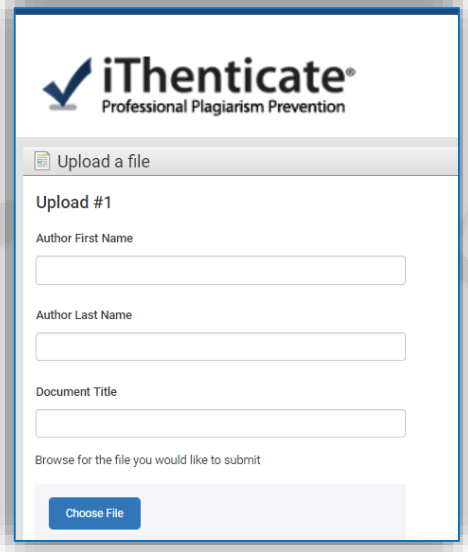 iThenticate®
Professional Plagiarism Prevention
Upload a file
Upload #1
Author First Name
Author Last Name
Document Title
Browse for the file you would like to submit
Choose File